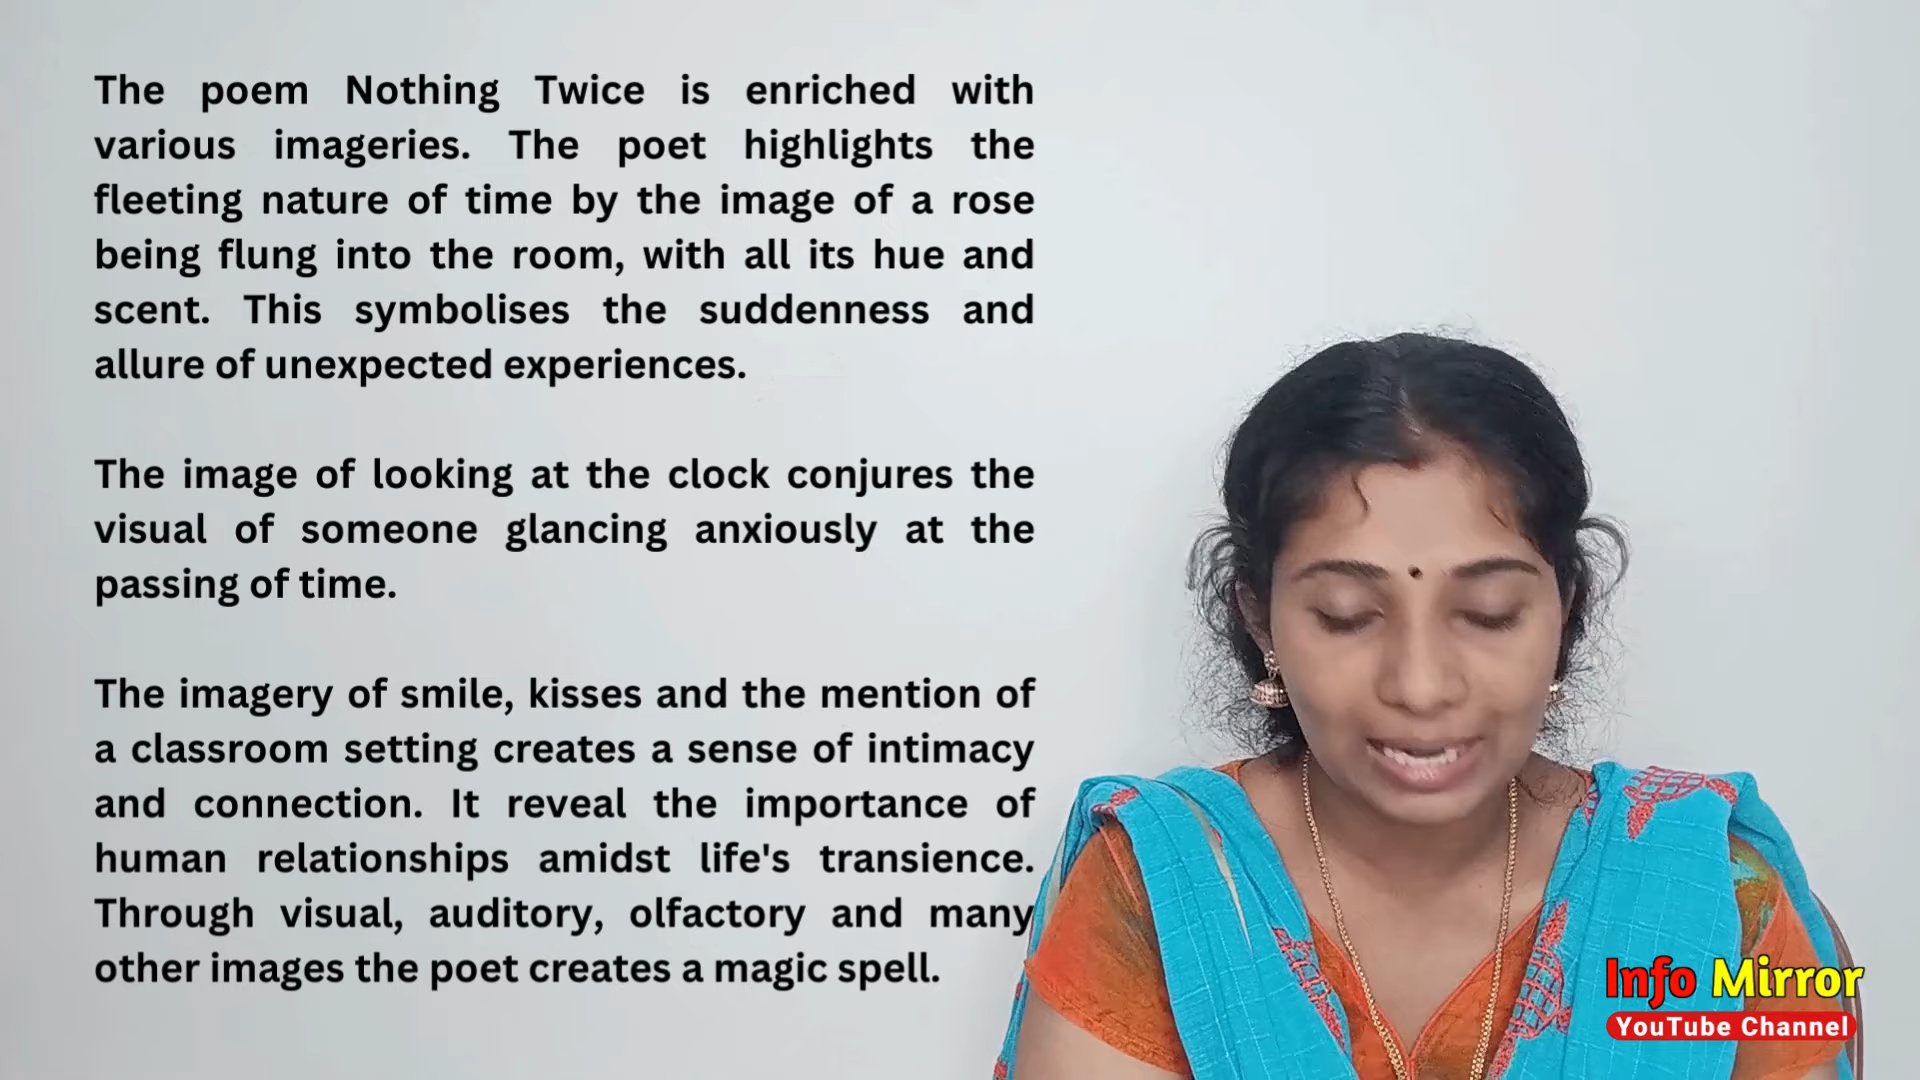 The poem Nothing Twice is enriched with
various imageries. The poet highlights the
fleeting nature of time by the image of a rose
being flung into the room, with all its hue and
scent. This symbolises the suddenness and
allure of unexpected experiences.
The image of looking at the clock conjures the
visual of someone glancing anxiously at the
passing of time.
The imagery of smile, kisses and the mention of
a classroom setting creates a sense of intimacy
and connection. It reveal the importance of
human relationships amidst life's transience.
Through visual, auditory, olfactory and many
other images the poet creates a magic spell.
Info Mirror
YouTube Channel